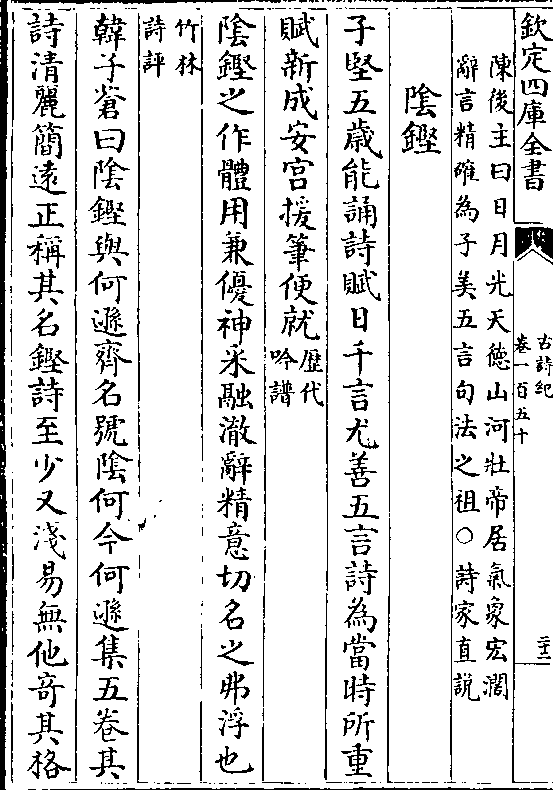 欽定四庫全書
古詩紀
卷一百五十
二十二
陳後主曰日月光天德山河壯帝居氣象宏濶
辭言精確為子美五言句法之祖○詩家直說
陰鏗
子堅五歲能誦詩賦日千言尤善五言詩為當時所重
賦新成安宫援筆便就歴代
吟譜
陰鏗之作體用兼優神采融澈辭精意切名之弗浮也
竹林
詩評
韓子蒼曰陰鏗與何遜齊名號陰何今何遜集五卷其
詩清麗簡逺正稱其名鏗詩至少又淺易無他竒其格